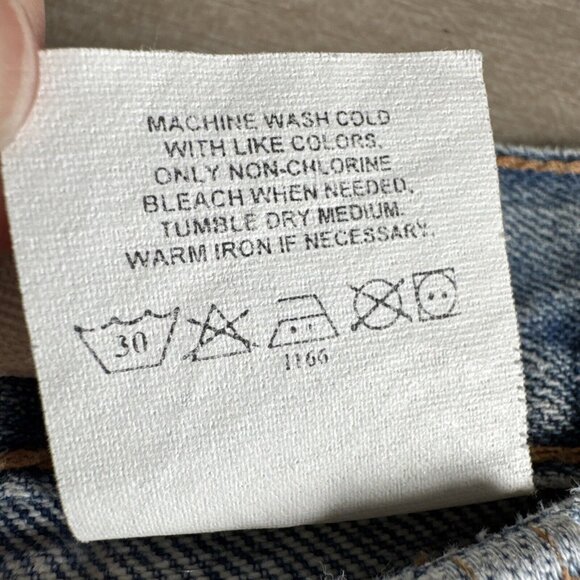 MACHINE WASH COLD
WITH LIKE COLORS.
ONLY NON-CHLORINE
BLEACH WHEN NEEDED.
TUMBLE DRY MEDIUM.
WARM IRON IF NECESSARY.
30
1166